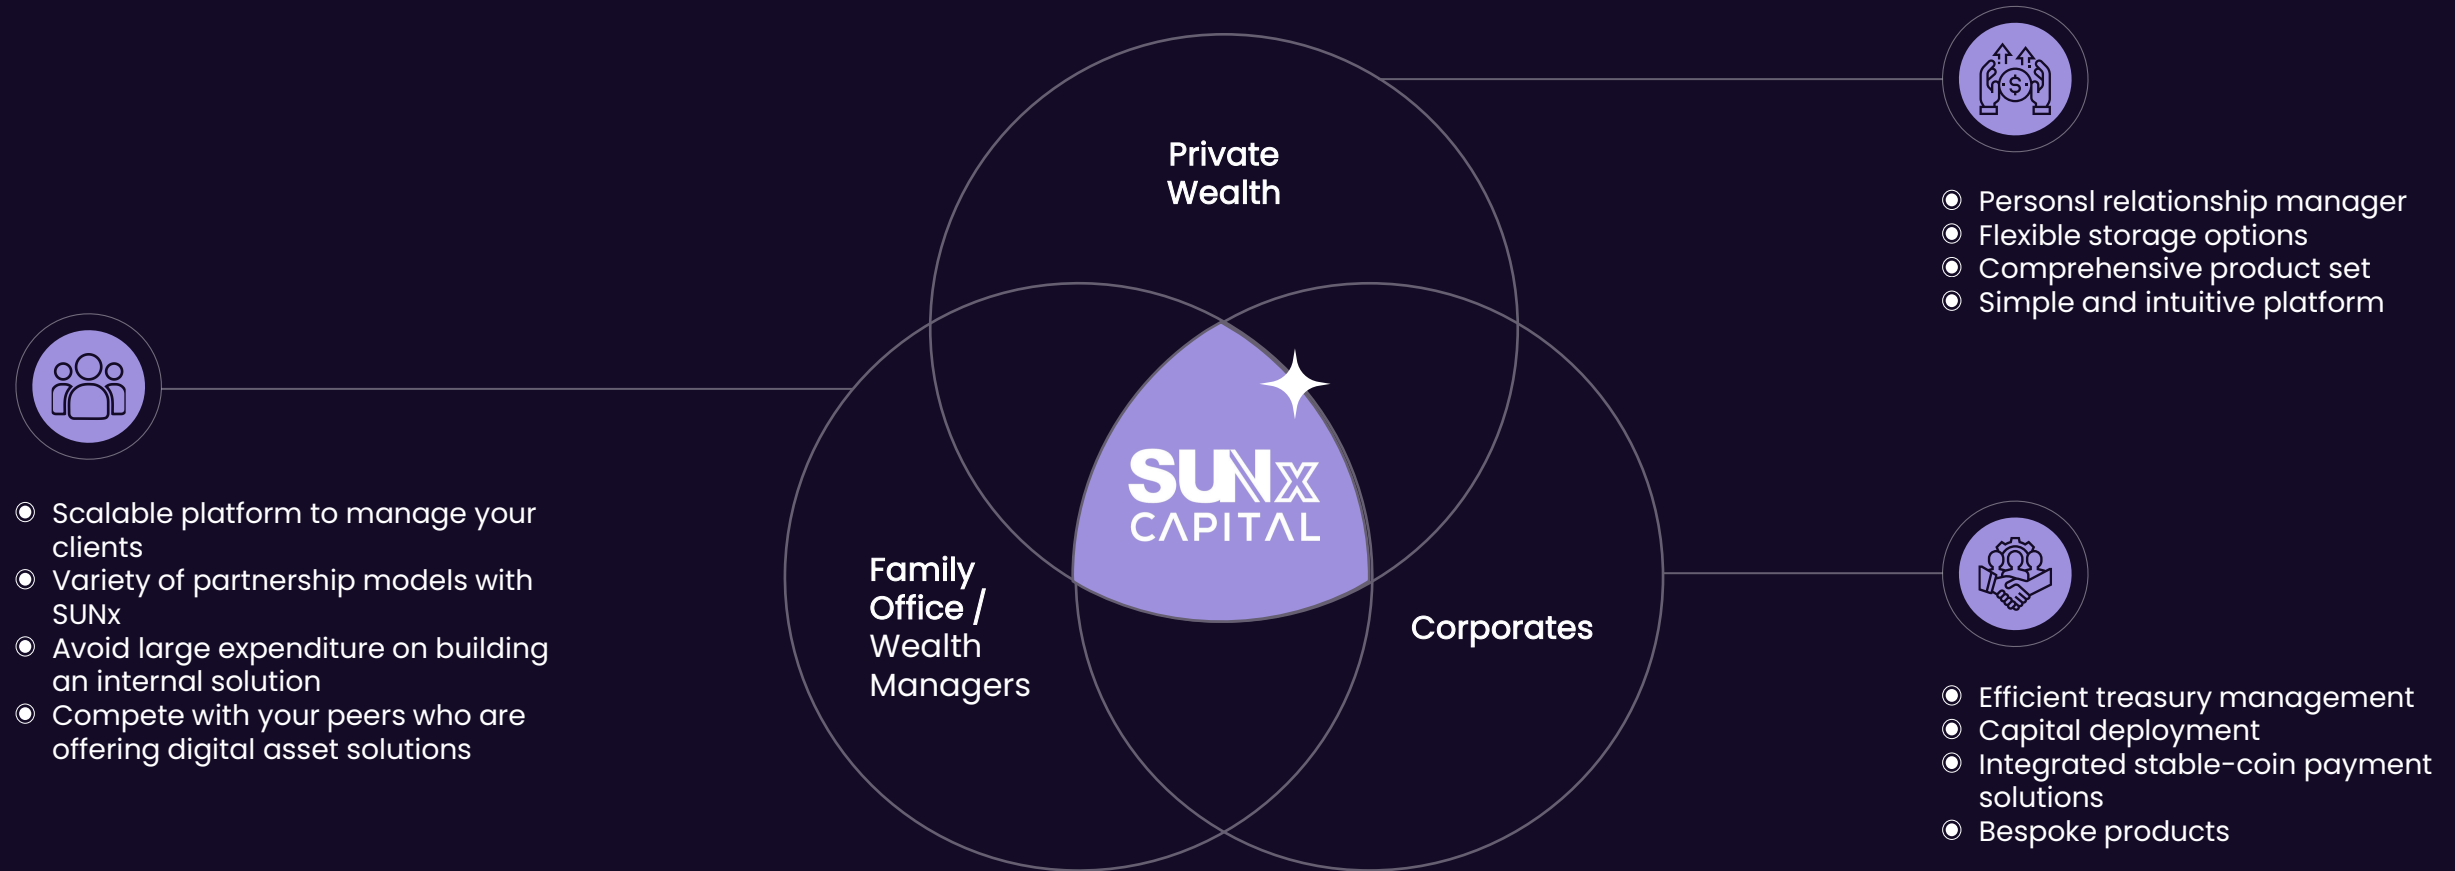 Private
Wealth
Personsl relationship manager
Flexible storage options
Comprehensive product set
Simple and intuitive platform
SUNx
CAPITAL
Scalable platform to manage your
clients
Variety of partnership models with
SUNx
Avoid large expenditure on building
an internal solution
Compete with your peers who are
offering digital asset solutions
Family
Office /
Wealth
Managers
Corporates
Efficient treasury management
Capital deployment
Integrated stable-coin payment
solutions
Bespoke products